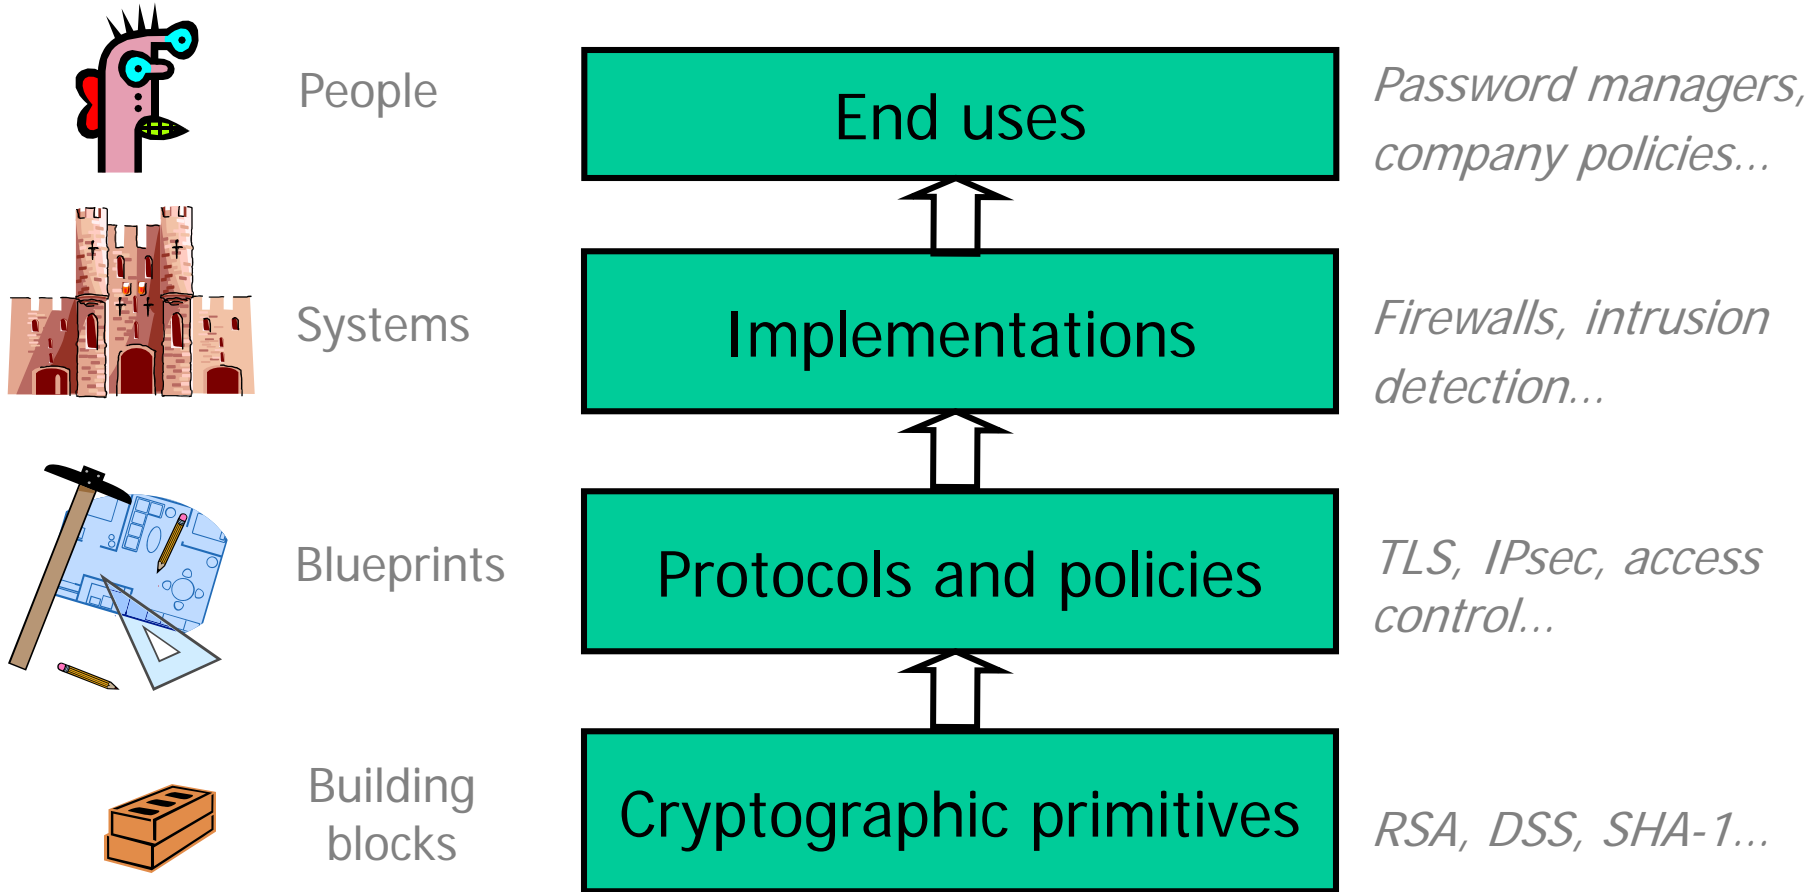 People
End uses
Password managers,
company policies...
Systems
Implementations
Firewalls, intrusion
detection...
Blueprints
Protocols and policies
TLS, IPsec, access
control...
Building
blocks
Cryptographic primitives
RSA, DSS, SHA-1...